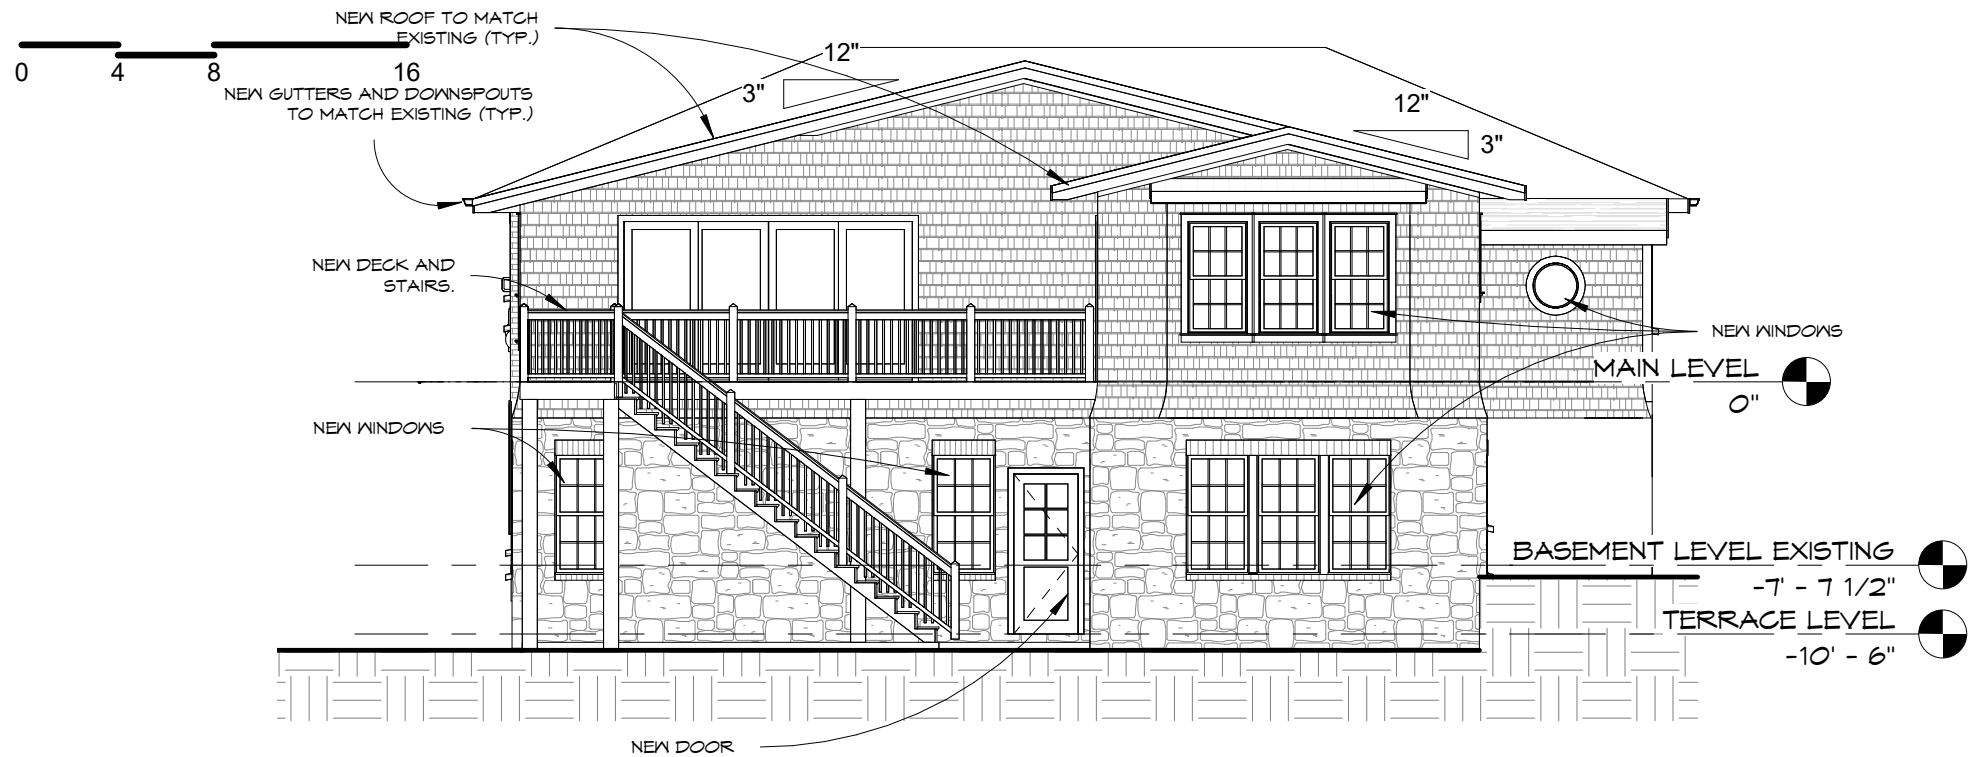 NEW ROOF TO MATCH
EXISTING (TYP.)
0 4 8 16
NEW GUTTERS AND DOWNSPOUTS
TO MATCH EXISTING (TYP.)
12"
3"
12"
3"
NEW DECK AND
STAIRS.
NEW WINDOWS
MAIN LEVEL
0"
NEW WINDOWS
BASEMENT LEVEL EXISTING
-7' - 7 1/2"
TERRACE LEVEL
-10' - 6"
NEW DOOR